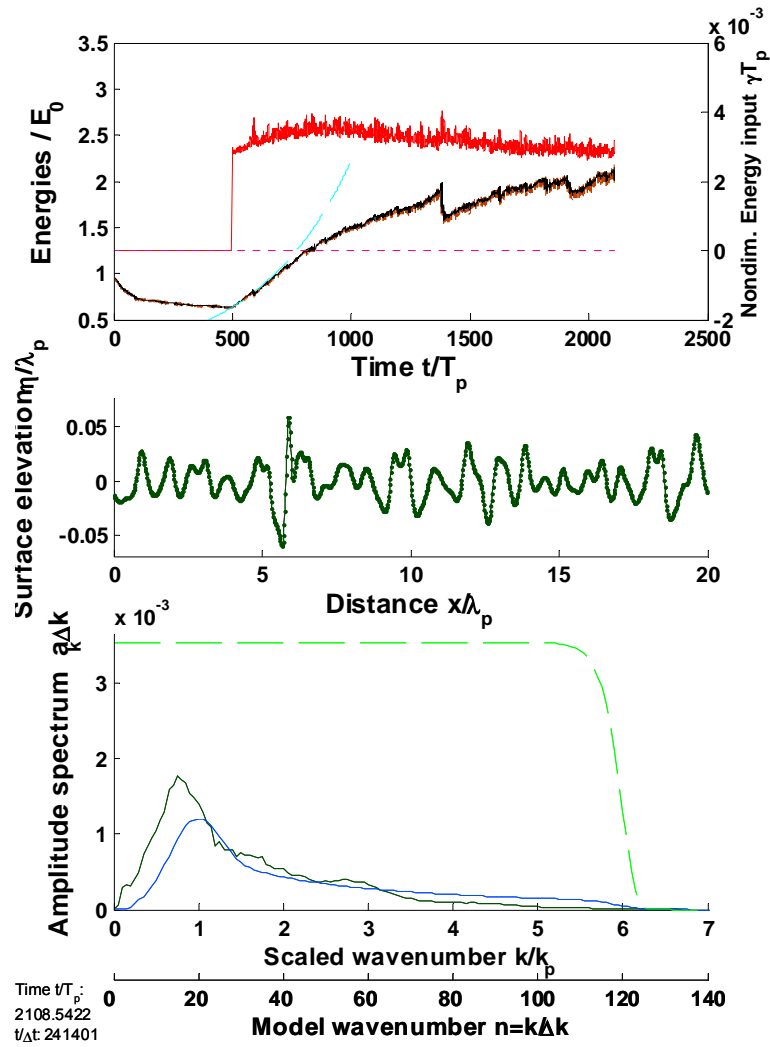 x 10^-3
3.5
3
2.5
2
1.5
1
0.5
Energies / E_0
6
4
2
0
-2
Nondim. Energy input γT_p
0 500 1000 1500 2000 2500
Time t/T_p
0.05
0
-0.05
Surface elevation η/λ_p
0 5 10 15 20
Distance x/λ_p
x 10^-3
3
2
1
0
Amplitude spectrum a_kΔk
0 1 2 3 4 5 6 7
Scaled wavenumber k/k_p
0 20 40 60 80 100 120 140
Model wavenumber n=k/Δk
Time t/T_p:
2108.5422
t/Δt: 241401